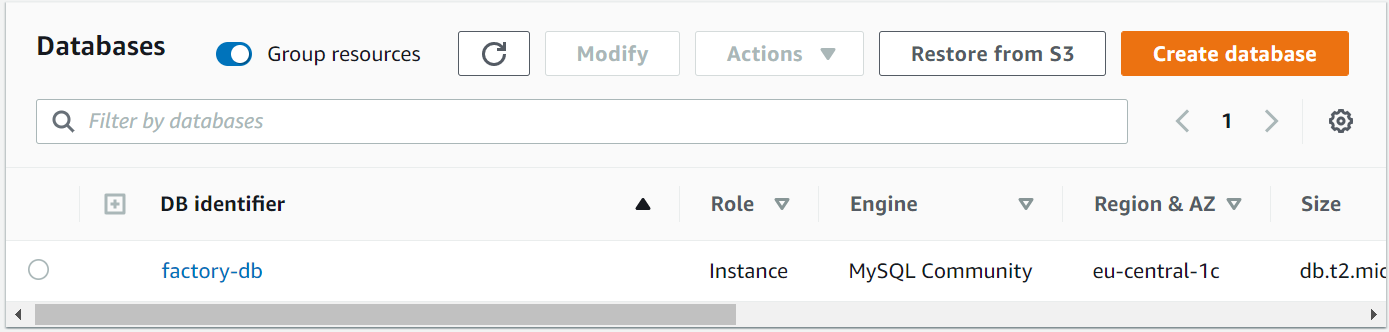 Databases Group resources Modify Actions Restore from S3 Create database
Filter by databases 1
DB identifier Role Engine Region & AZ Size
factory-db Instance MySQL Community eu-central-1c db.t2.mic